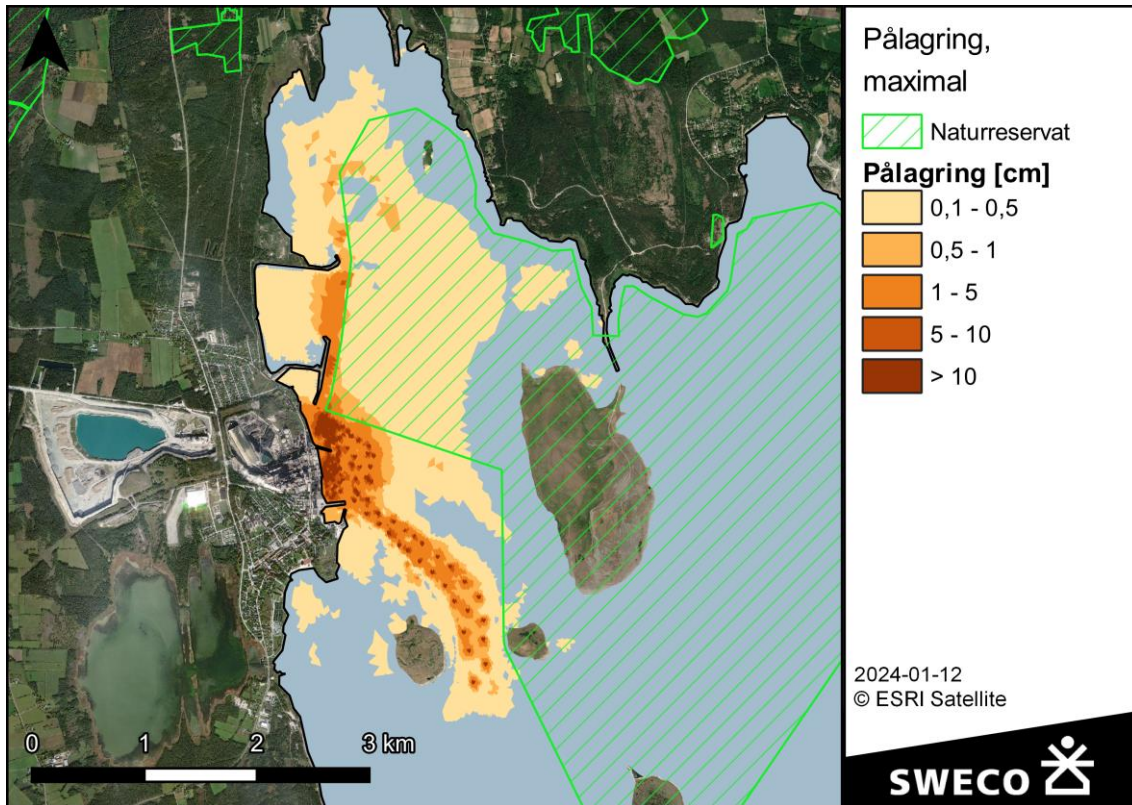 Pålagring,
maximal
Naturreservat
Pålagring [cm]
0,1 - 0,5
0,5 - 1
1 - 5
5 - 10
> 10
2024-01-12
© ESRI Satellite
SWECO
0 1 2 3 km